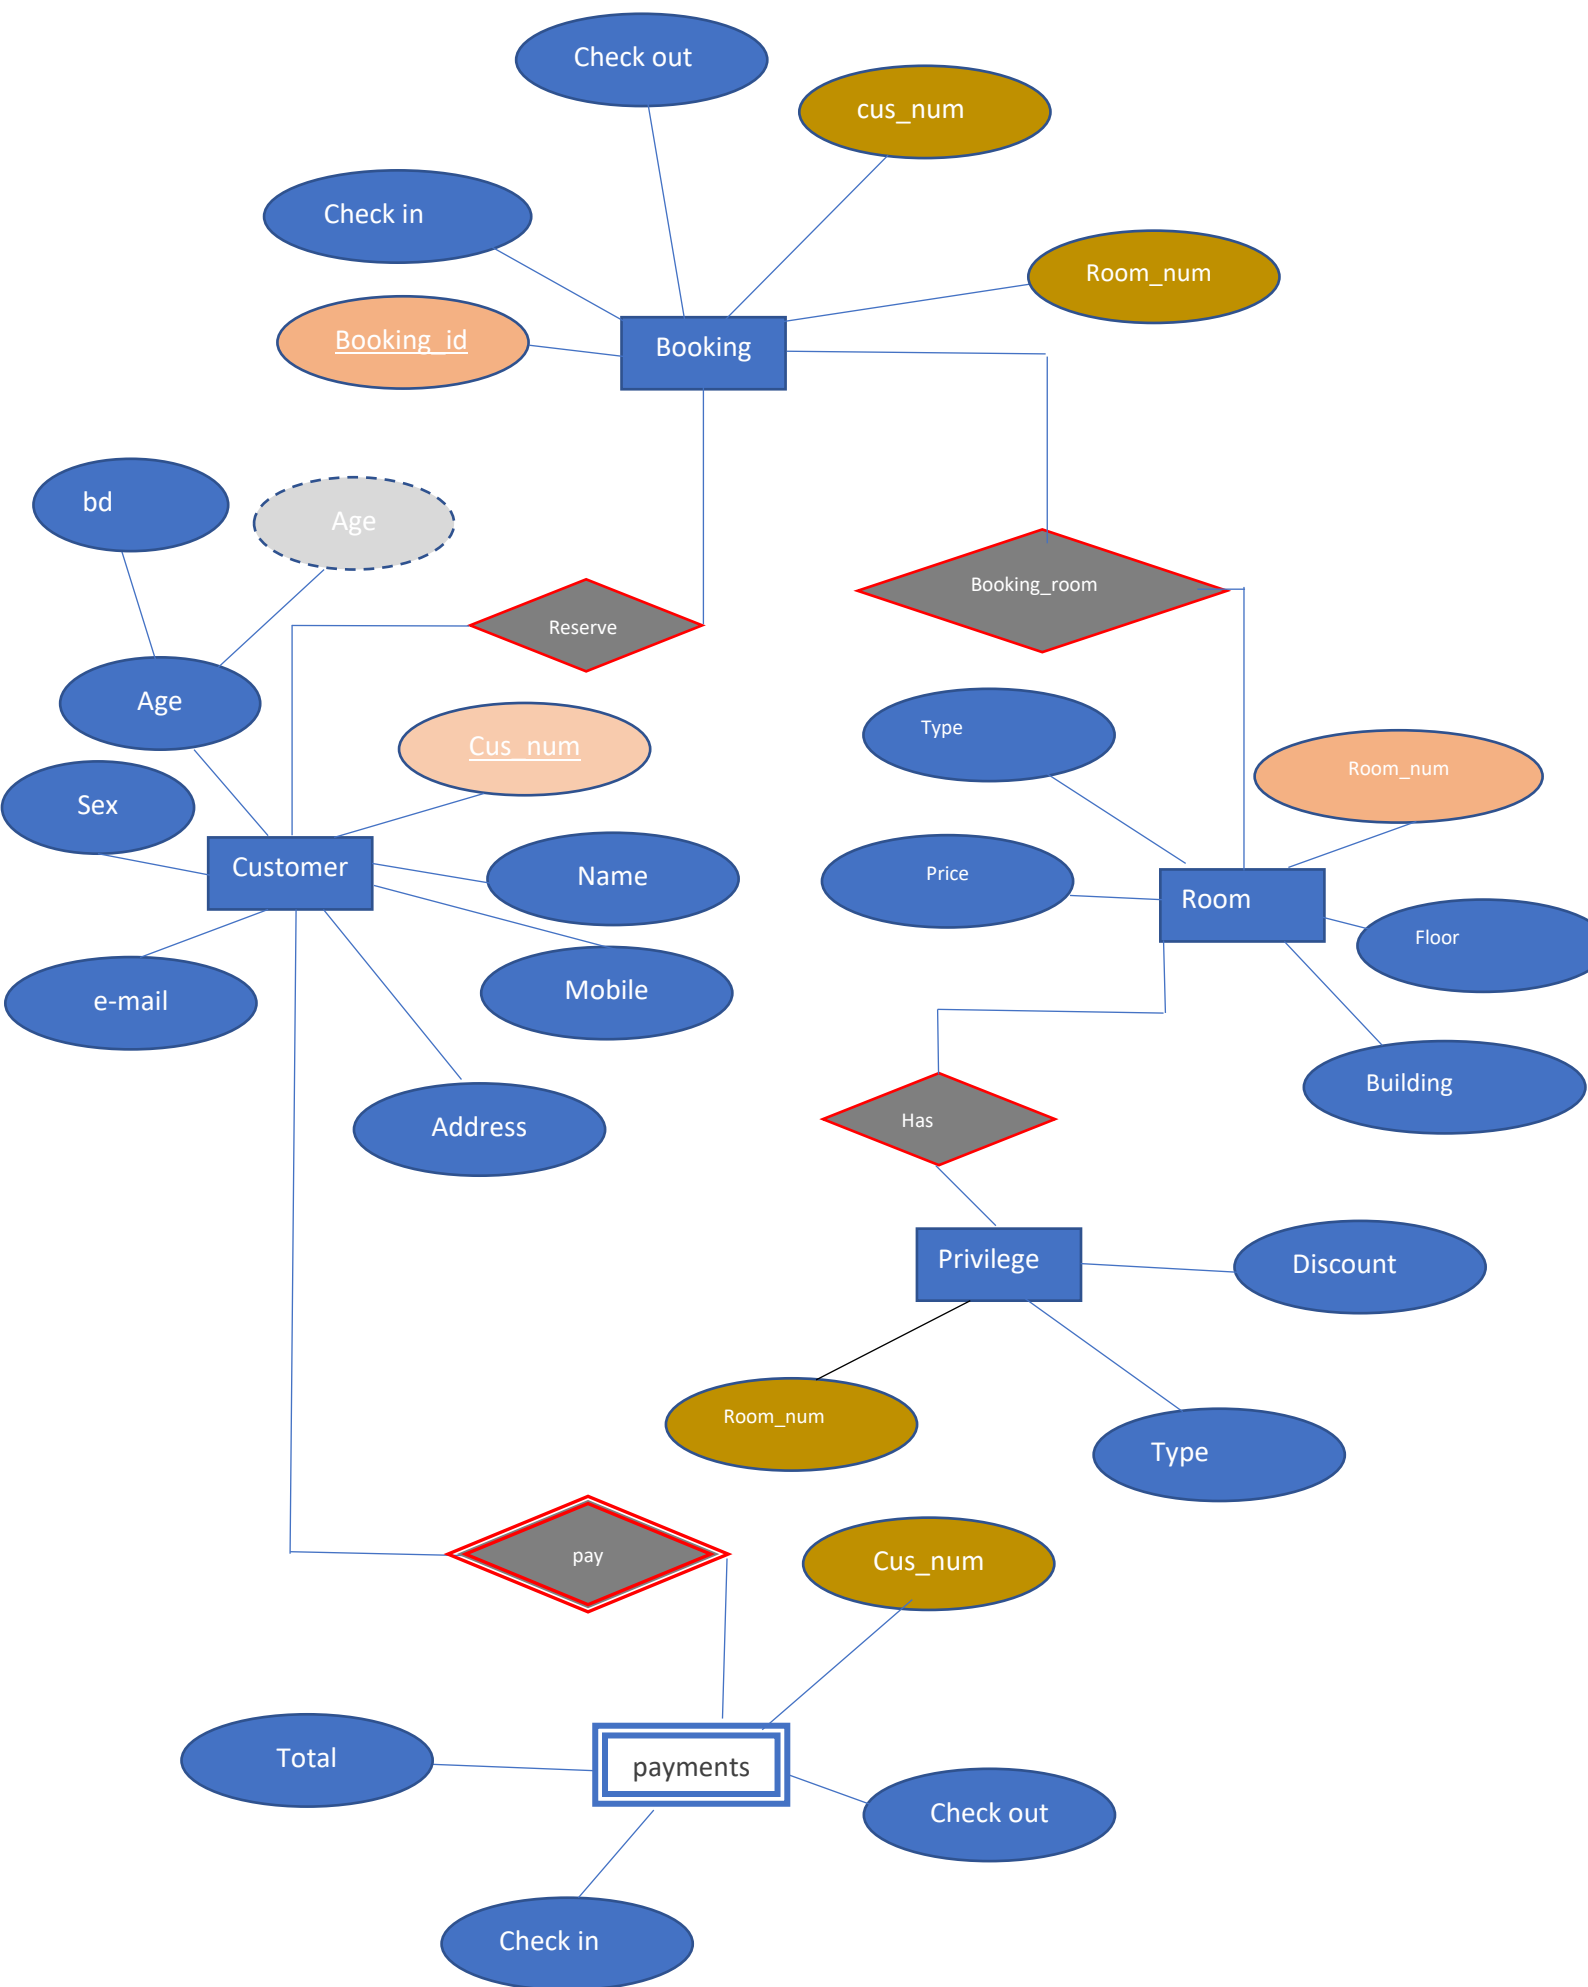 Check out
cus_num
Check in
Room_num
Booking_id
Booking
bd
Age
Booking_room
Reserve
Age
Cus_num
Type
Room_num
Sex
Customer
Name
Price
Room
Floor
e-mail
Mobile
Building
Address
Has
Privilege
Discount
Room_num
Type
pay
Cus_num
Total
payments
Check out
Check in